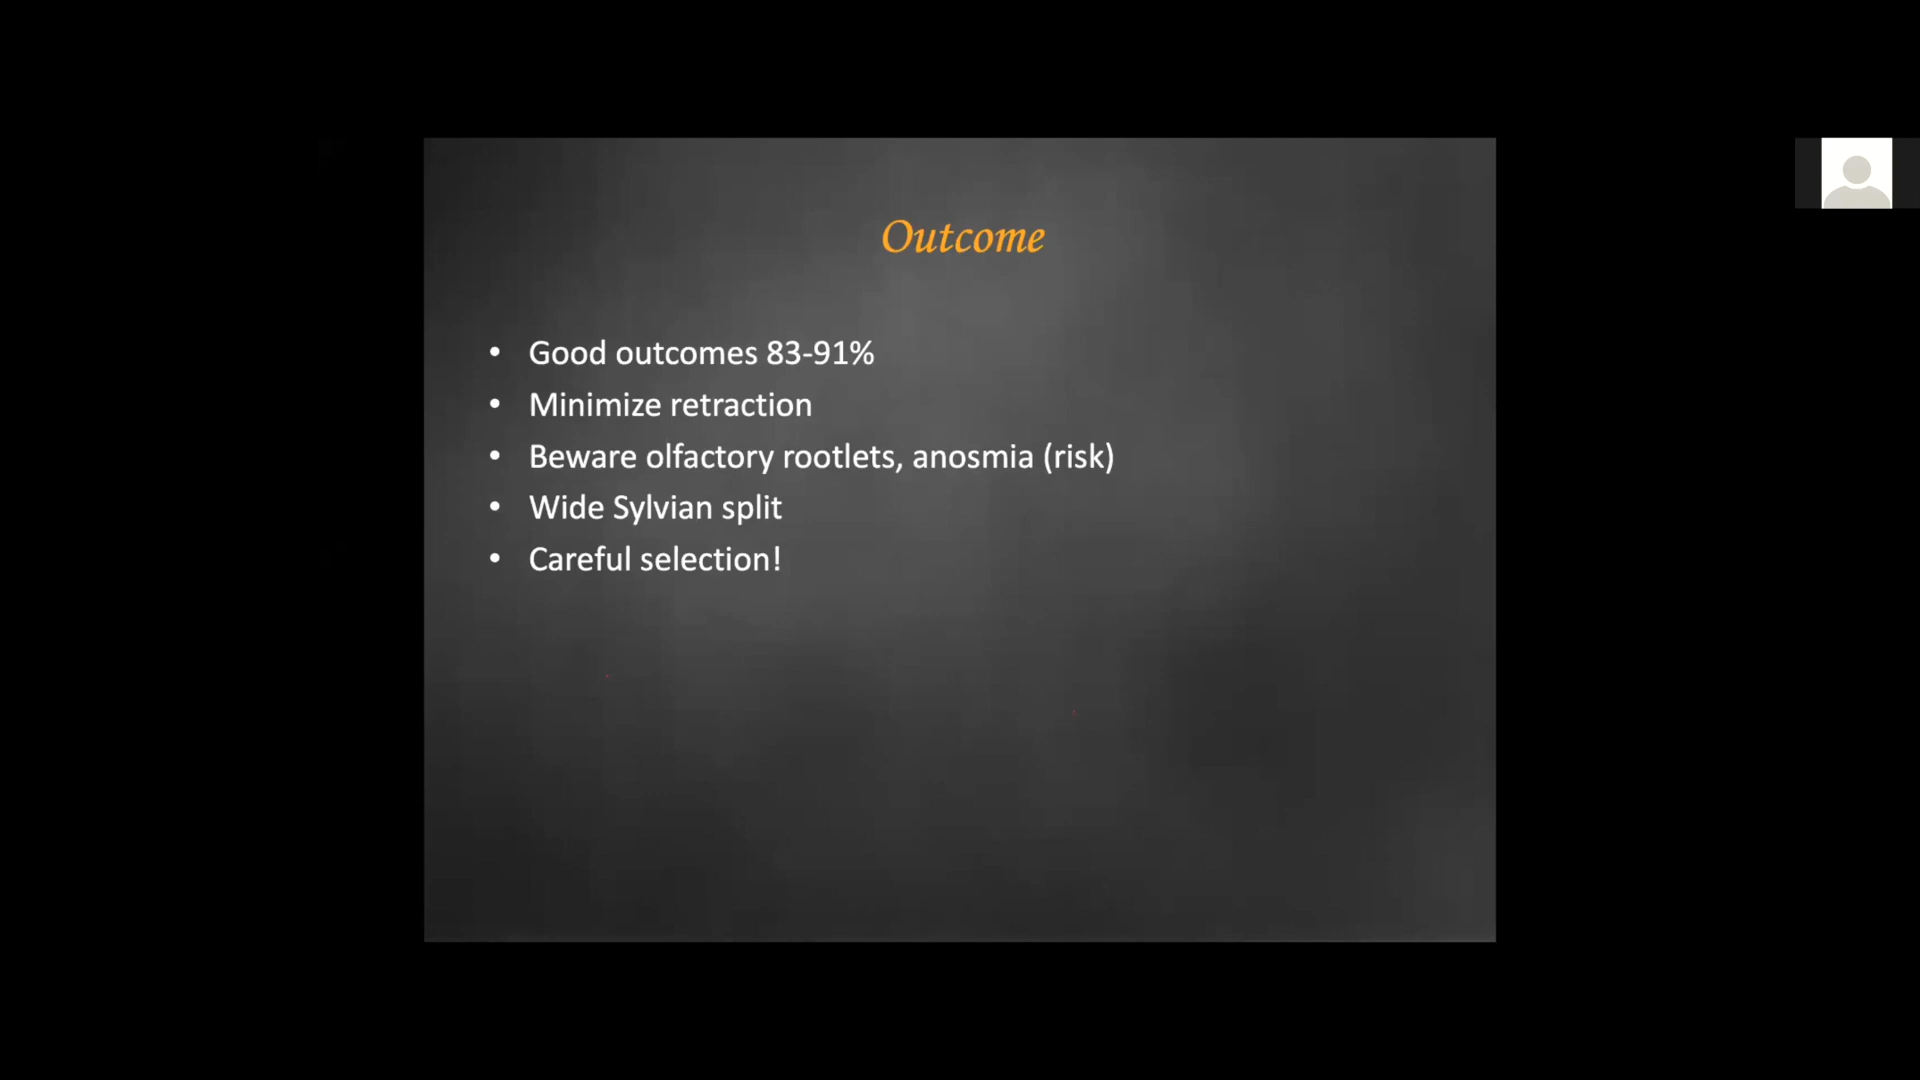 Outcome
• Good outcomes 83-91%
• Minimize retraction
• Beware olfactory rootlets, anosmia (risk)
• Wide Sylvian split
• Careful selection!